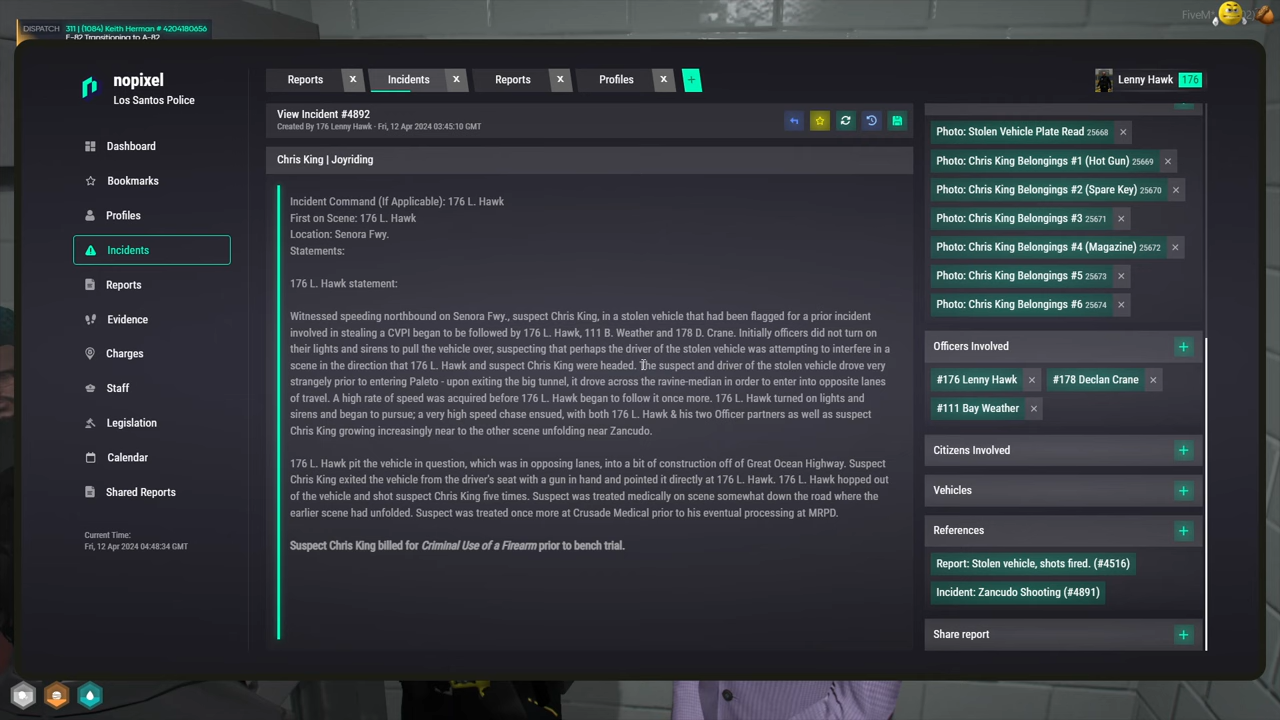 DISPATCH 311 | (1084) Keith Herman # 4204180656
E-82 Transitioning to A-82
FiveM
nopixel
Los Santos Police
Dashboard
Bookmarks
Profiles
Incidents
Reports
Evidence
Charges
Staff
Legislation
Calendar
Shared Reports
Current Time:
Fri, 12 Apr 2024 04:48:34 GMT
Reports x Incidents x Reports x Profiles x +
Lenny Hawk 176
View Incident #4892
Created By 176 Lenny Hawk - Fri, 12 Apr 2024 03:45:10 GMT
Chris King | Joyriding
Incident Command (If Applicable): 176 L. Hawk
First on Scene: 176 L. Hawk
Location: Senora Fwy.
Statements:
176 L. Hawk statement:
Witnessed speeding northbound on Senora Fwy., suspect Chris King, in a stolen vehicle that had been flagged for a prior incident
involved in stealing a CVPI began to be followed by 176 L. Hawk, 111 B. Weather and 178 D. Crane. Initially officers did not turn on
their lights and sirens to pull the vehicle over, suspecting that perhaps the driver of the stolen vehicle was attempting to interfere in a
scene in the direction that 176 L. Hawk and suspect Chris King were headed. The suspect and driver of the stolen vehicle drove very
strangely prior to entering Paleto - upon exiting the big tunnel, it drove across the ravine-median in order to enter into opposite lanes
of travel. A high rate of speed was acquired before 176 L. Hawk began to follow it once more. 176 L. Hawk turned on lights and
sirens and began to pursue; a very high speed chase ensued, with both 176 L. Hawk & his two Officer partners as well as suspect
Chris King growing increasingly near to the other scene unfolding near Zancudo.
176 L. Hawk pit the vehicle in question, which was in opposing lanes, into a bit of construction off of Great Ocean Highway. Suspect
Chris King exited the vehicle from the driver's seat with a gun in hand and pointed it directly at 176 L. Hawk. 176 L. Hawk hopped out
of the vehicle and shot suspect Chris King five times. Suspect was treated medically on scene somewhat down the road where the
earlier scene had unfolded. Suspect was treated once more at Crusade Medical prior to his eventual processing at MRPD.
Suspect Chris King billed for Criminal Use of a Firearm prior to bench trial.
Photo: Stolen Vehicle Plate Read 25668 x
Photo: Chris King Belongings #1 (Hot Gun) 25669 x
Photo: Chris King Belongings #2 (Spare Key) 25670 x
Photo: Chris King Belongings #3 25671 x
Photo: Chris King Belongings #4 (Magazine) 25672 x
Photo: Chris King Belongings #5 25673 x
Photo: Chris King Belongings #6 25674 x
Officers Involved +
#176 Lenny Hawk x #178 Declan Crane x
#111 Bay Weather x
Citizens Involved +
Vehicles +
References +
Report: Stolen vehicle, shots fired. (#4516)
Incident: Zancudo Shooting (#4891)
Share report +